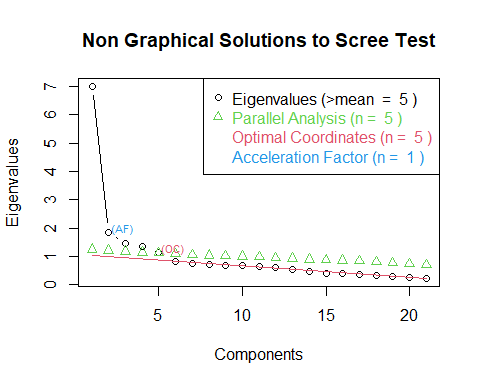 Non Graphical Solutions to Scree Test
Eigenvalues (>mean  =  5 )
Parallel Analysis (n =  5 )
Optimal Coordinates (n =  5 )
Acceleration Factor (n =  1 )
(AF)
(OC)
Eigenvalues
7
6
5
4
3
2
1
0
5 10 15 20
Components